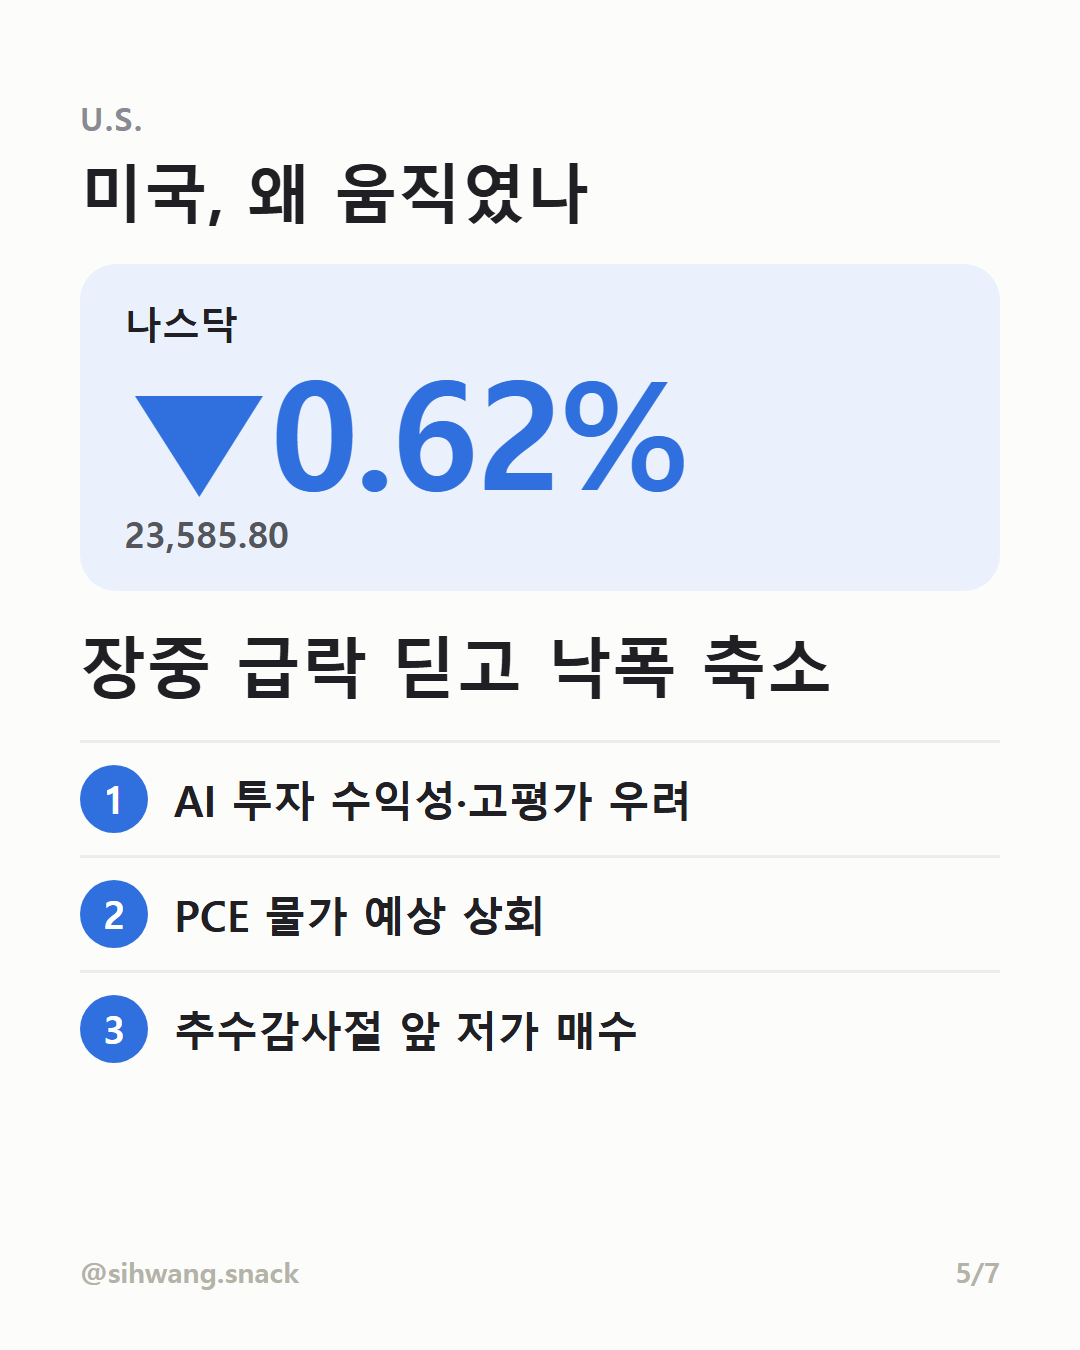 U.S.
미국, 왜 움직였나
나스닥
▼0.62%
23,585.80
장중 급락 딛고 낙폭 축소
1 AI 투자 수익성·고평가 우려
2 PCE 물가 예상 상회
3 추수감사절 앞 저가 매수
@sihwang.snack
5/7